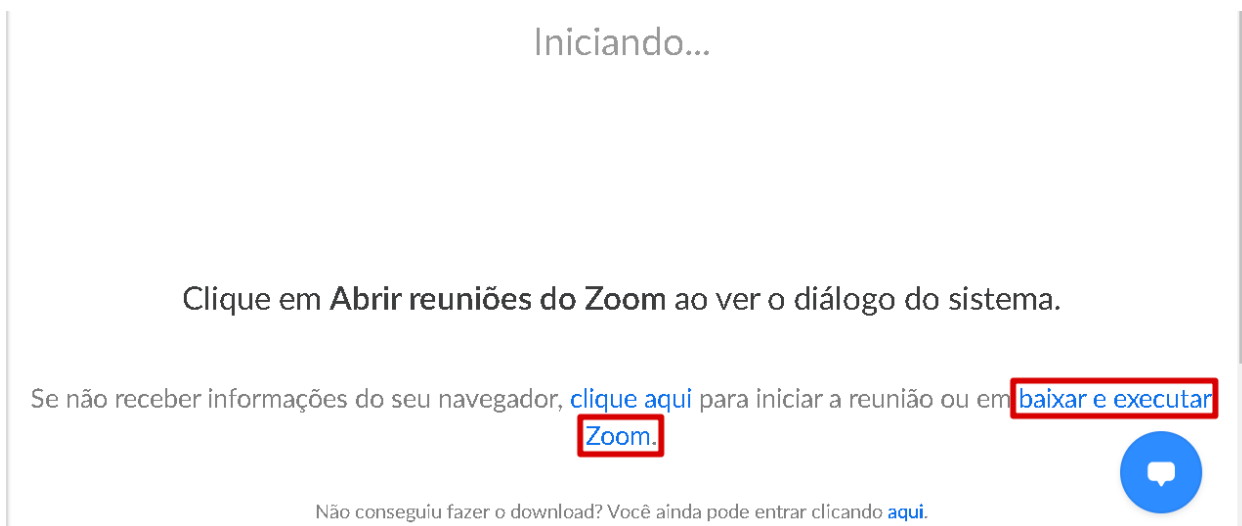 Iniciando...
Clique em Abrir reuniões do Zoom ao ver o diálogo do sistema.
Se não receber informações do seu navegador, clique aqui para iniciar a reunião ou em baixar e executar
Zoom.
Não conseguiu fazer o download? Você ainda pode entrar clicando aqui.